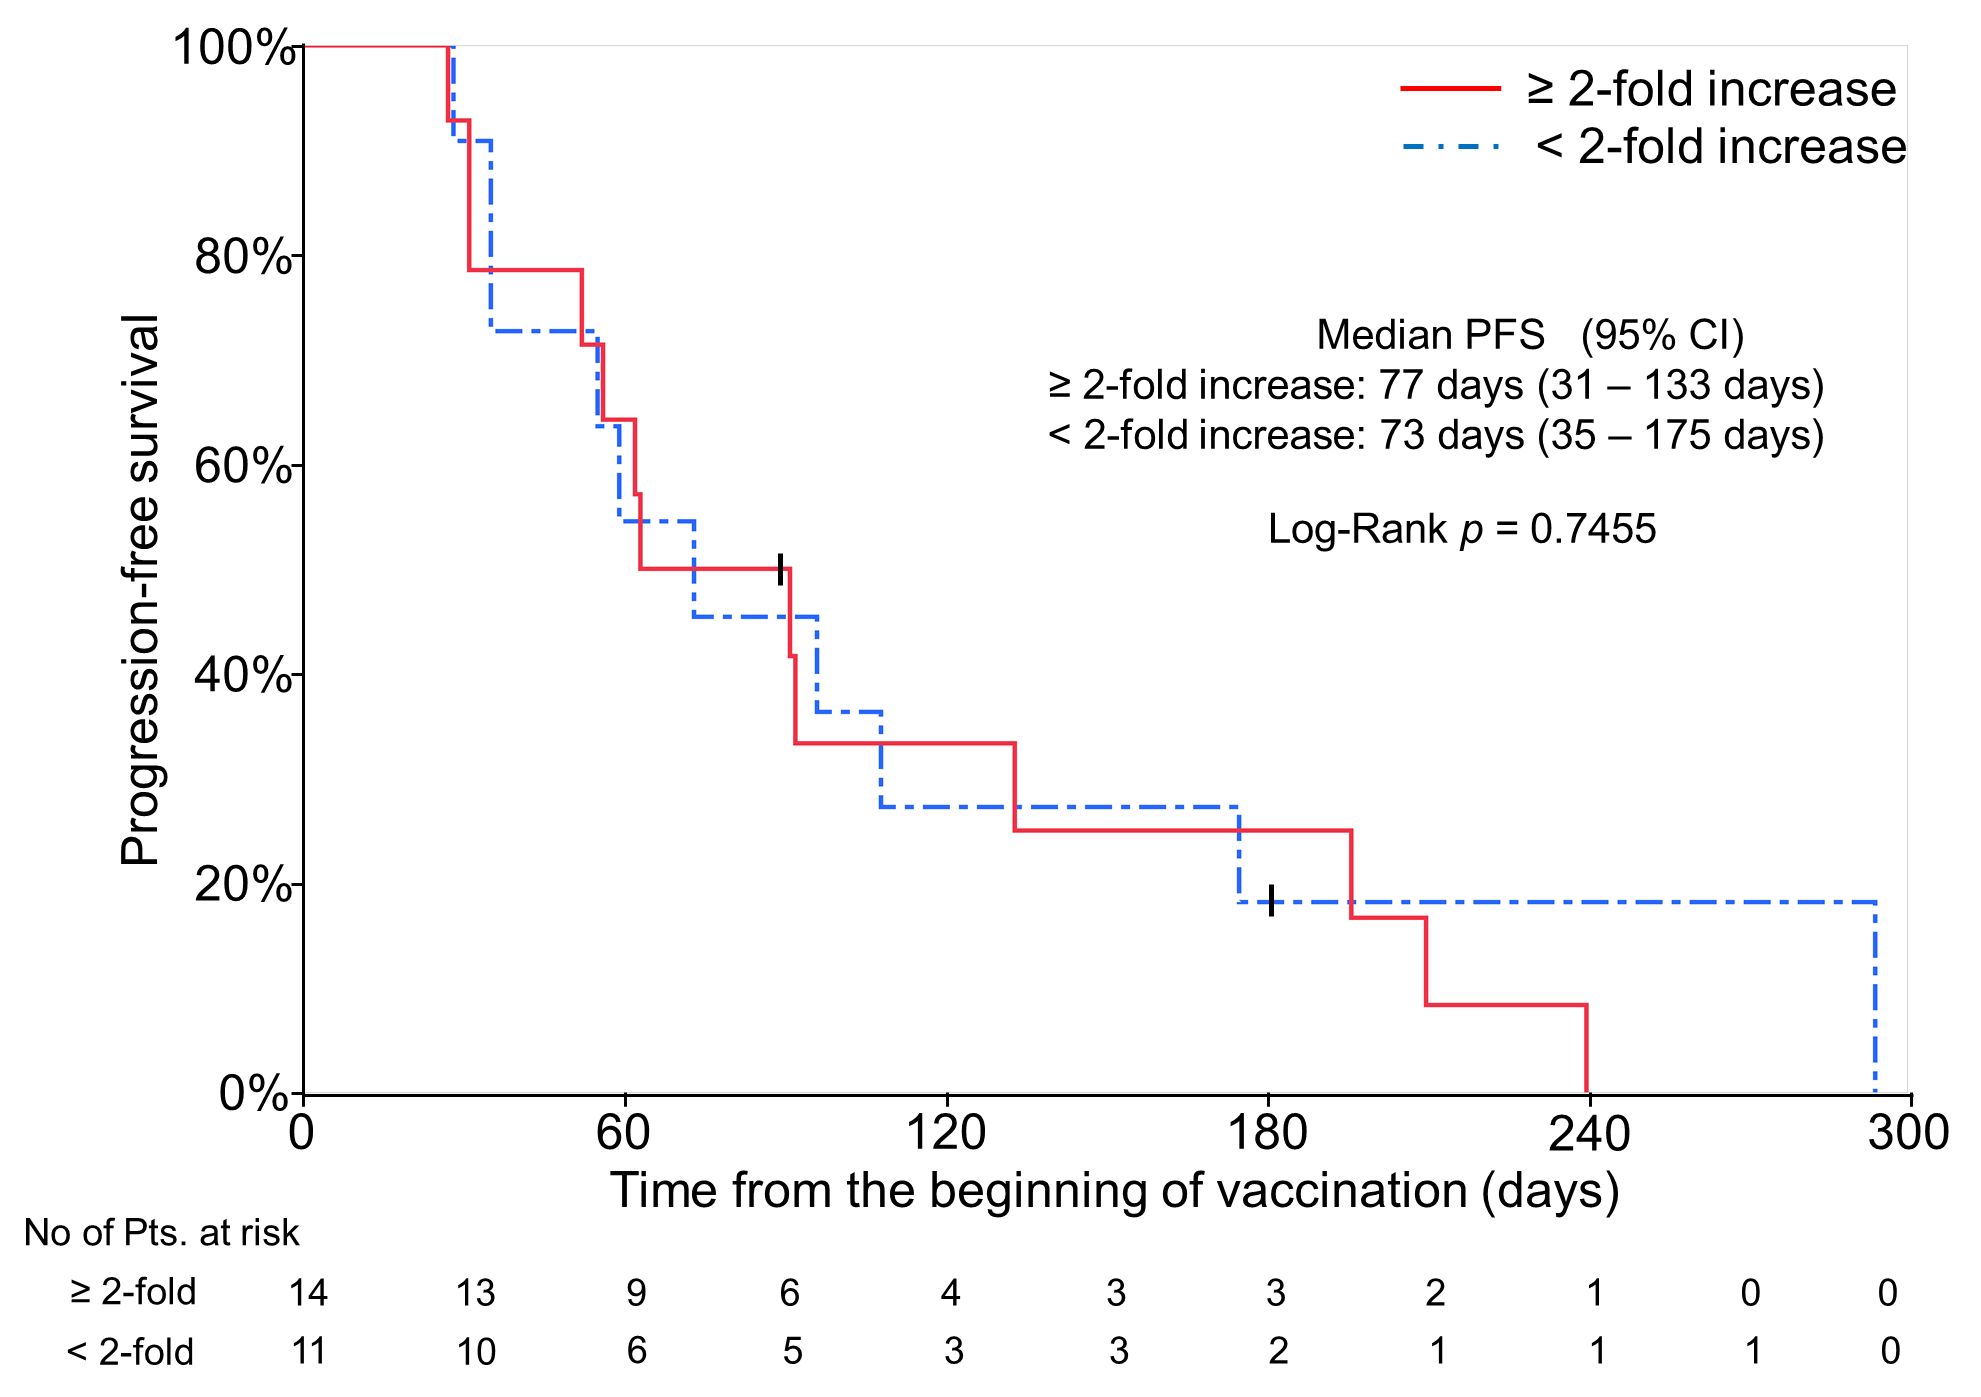 100%
80%
60%
40%
20%
0%
Progression-free survival
≥ 2-fold increase
< 2-fold increase
Median PFS (95% CI)
≥ 2-fold increase: 77 days (31 – 133 days)
< 2-fold increase: 73 days (35 – 175 days)
Log-Rank p = 0.7455
0 60 120 180 240 300
Time from the beginning of vaccination (days)
No of Pts. at risk
≥ 2-fold 14 13 9 6 4 3 3 2 1 0 0
< 2-fold 11 10 6 5 3 3 2 1 1 1 0